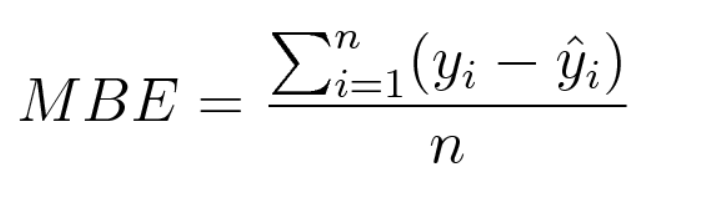 MBE = \frac{\sum_{i=1}^{n}(y_i - \hat{y}_i)}{n}